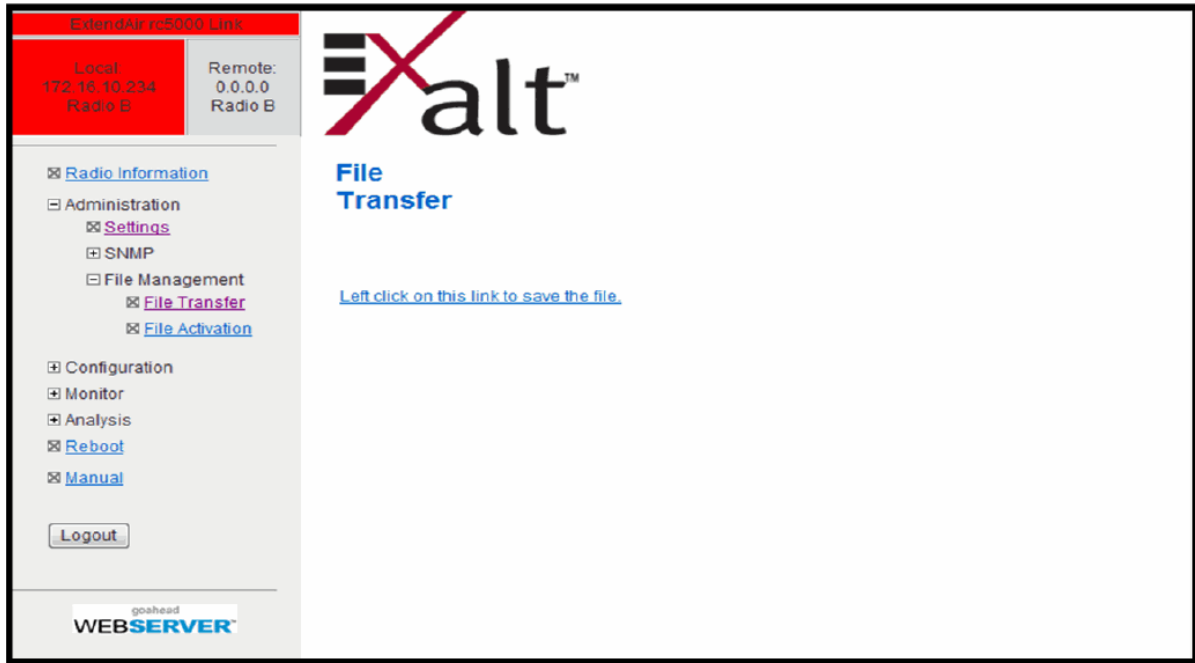 ExtendAir rc5000 Link
Local:
172.16.10.234
Radio B
Remote:
0.0.0.0
Radio B
Exalt™
Radio Information
Administration
Settings
SNMP
File Management
File Transfer
File Activation
Configuration
Monitor
Analysis
Reboot
Manual
Logout
goahead
WEBSERVER™
File
Transfer
Left click on this link to save the file.